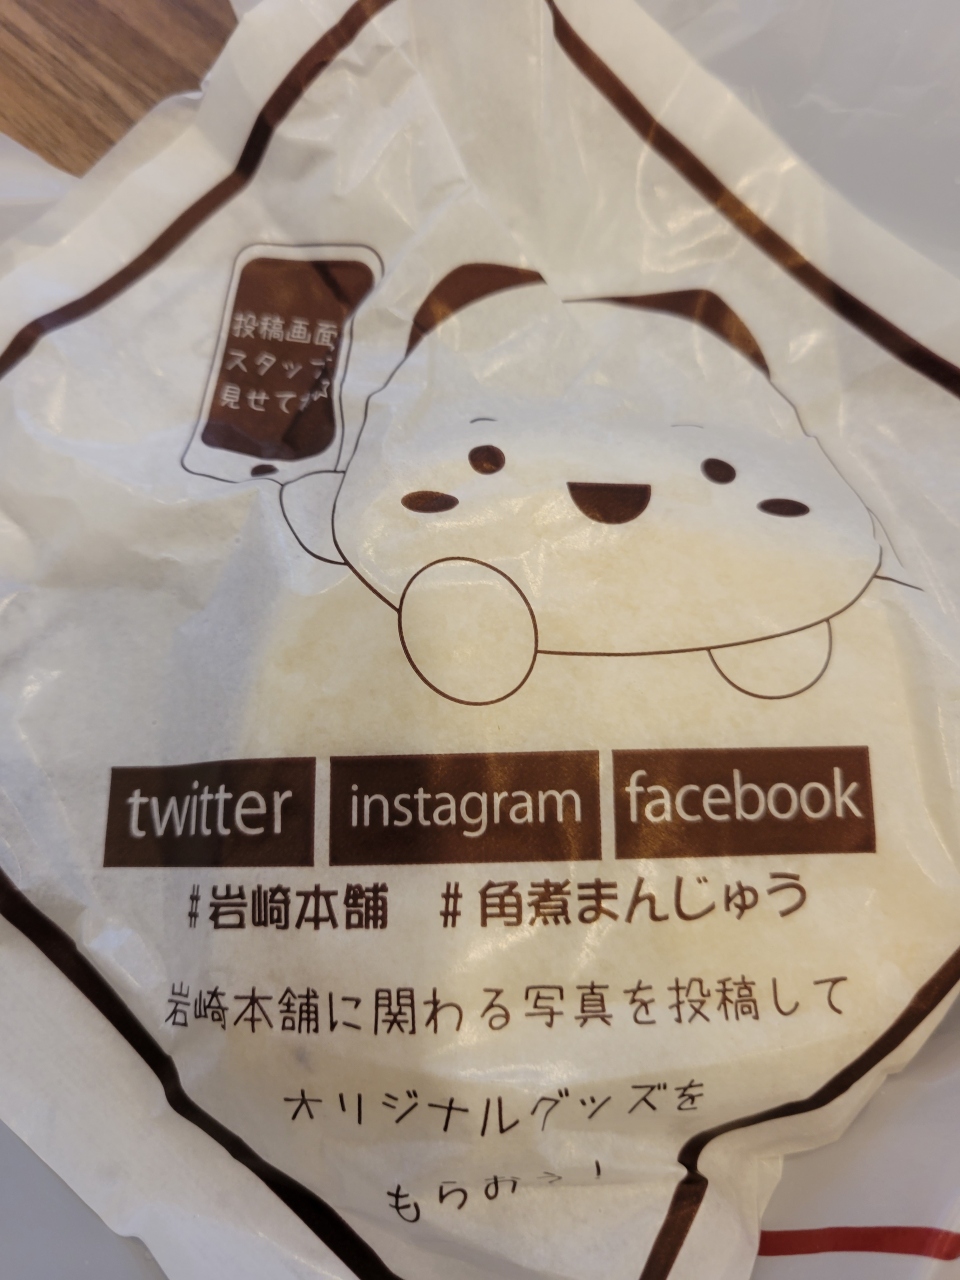 投稿画面
スタッフ
見せてね
twitter instagram facebook
#岩崎本舗 #角煮まんじゅう
岩崎本舗に関わる写真を投稿して
オリジナルグッズを
もらおう!